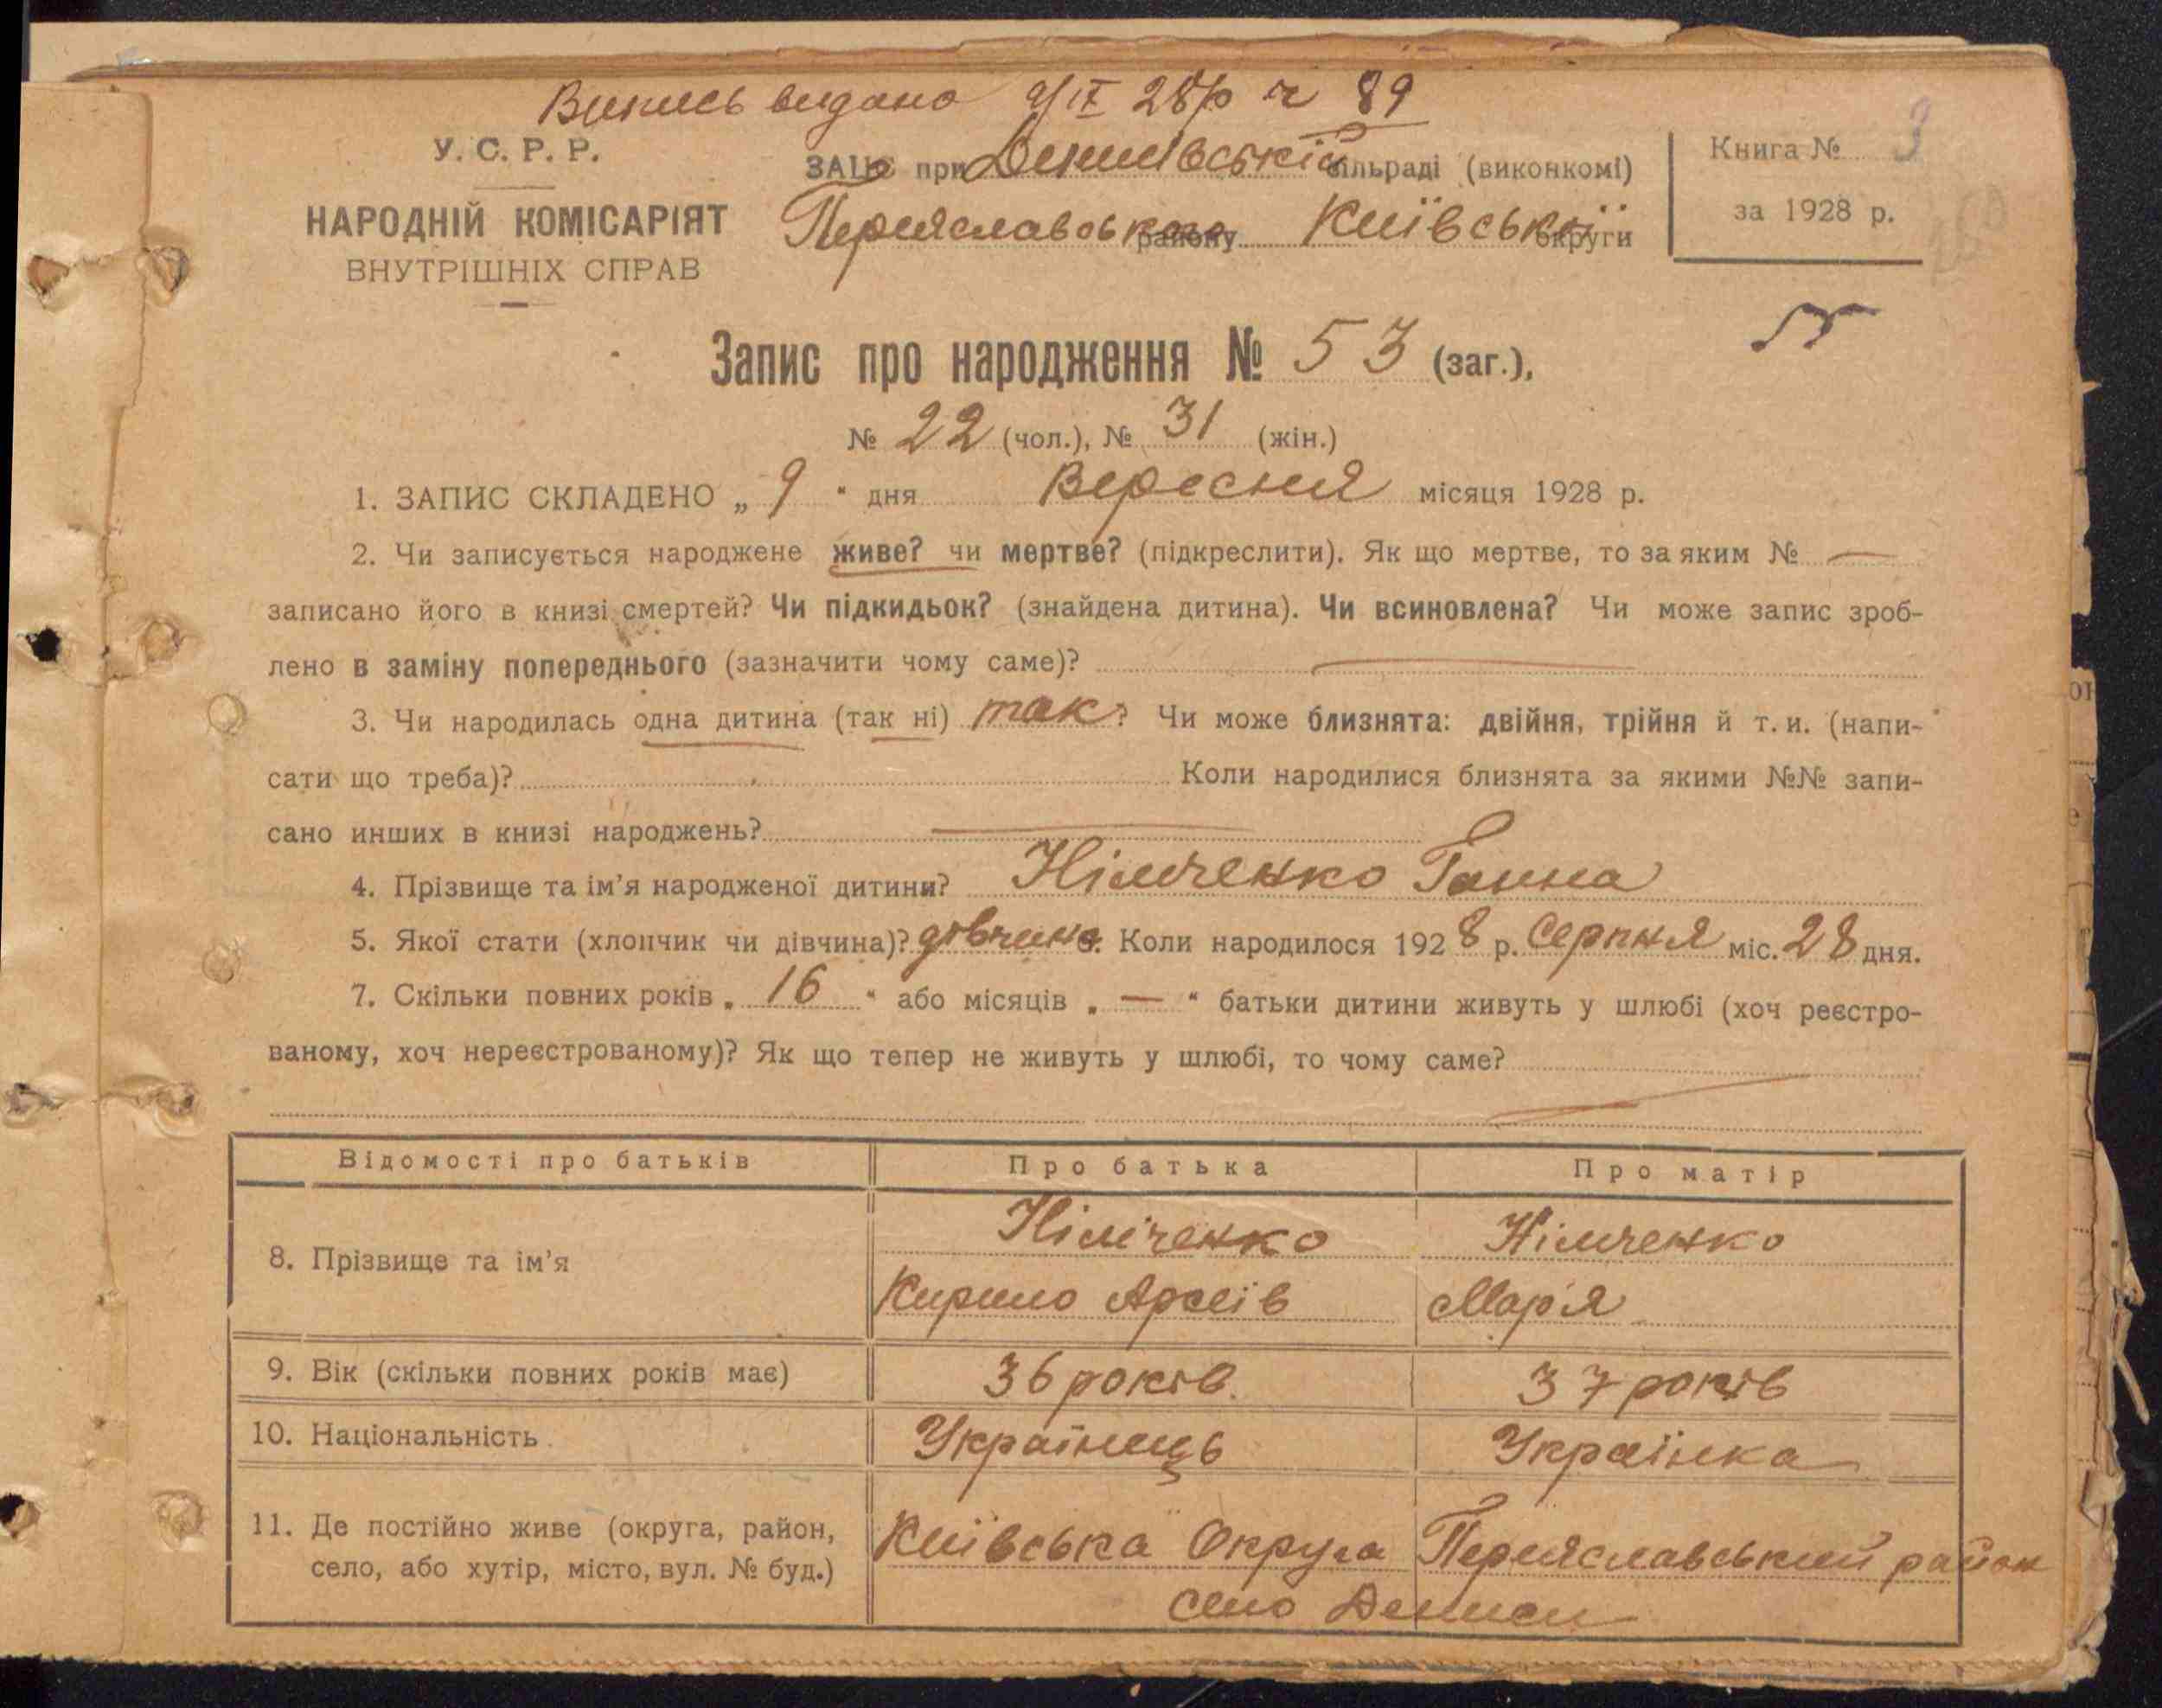 Випись видано 9/IX 28 р ч 89
У. С. Р. Р.
НАРОДНІЙ КОМІСАРІЯТ
ВНУТРІШНІХ СПРАВ
ЗАЦС при Денисівській сільраді (виконкомі)
Переяславського району Київської округи
Книга № 3
за 1928 р.
Запис про народження № 53 (заг.),
№ 22 (чол.), № 31 (жін.)
1. ЗАПИС СКЛАДЕНО „ 9 “ дня Вересня місяця 1928 р.
2. Чи записується народжене живе? чи мертве? (підкреслити). Як що мертве, то за яким № —
записано його в книзі смертей? Чи підкидьок? (знайдена дитина). Чи всиновлена? Чи може запис зроб-
лено в заміну попереднього (зазначити чому саме)? —
3. Чи народилась одна дитина (так ні) так? Чи може близнята: двійня, трійня й т. и. (напи-
сати що треба)? Коли народилися близнята за якими №№ запи-
сано инших в книзі народжень? —
4. Прізвище та ім'я народженої дитини? Німченко Ганна
5. Якої стати (хлопчик чи дівчина)? дівчина. Коли народилося 1928 р. Серпня міс. 28 дня.
7. Скільки повних років „ 16 “ або місяців „ — “ батьки дитини живуть у шлюбі (хоч реєстро-
ваному, хоч нереєстрованому)? Як що тепер не живуть у шлюбі, то чому саме? —
Відомості про батьків Про батька Про матір
8. Прізвище та ім'я
Німченко Німченко
Кирило Марія
9. Вік (скільки повних років має) 36 років. 37 років
10. Національність Українець Українка
11. Де постійно живе (округа, район,
село, або хутір, місто, вул. № буд.)
Київська Округа Переяславський район
село Дениси